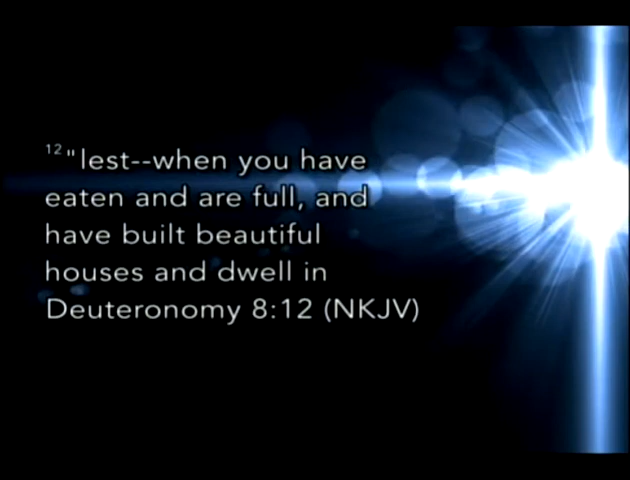 12 "lest--when you have
eaten and are full, and
have built beautiful
houses and dwell in
Deuteronomy 8:12 (NKJV)